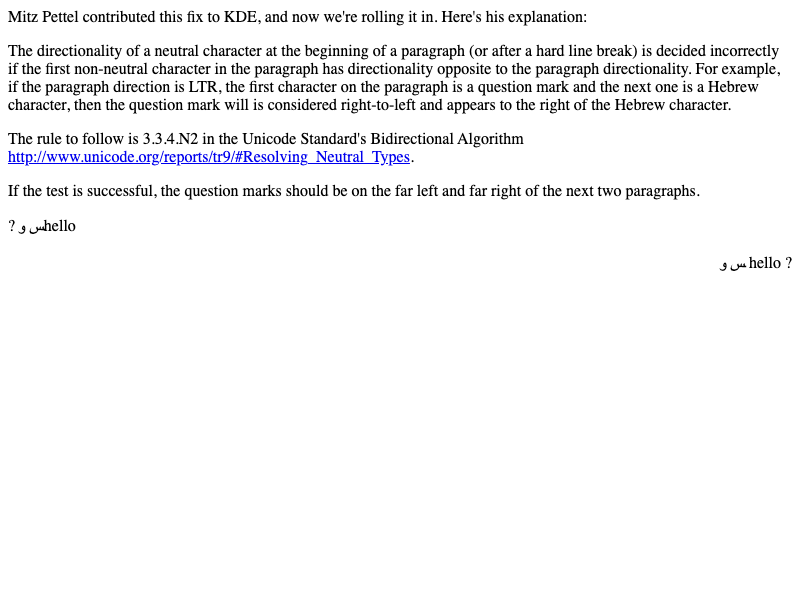 Mitz Pettel contributed this fix to KDE, and now we're rolling it in. Here's his explanation:
The directionality of a neutral character at the beginning of a paragraph (or after a hard line break) is decided incorrectly
if the first non-neutral character in the paragraph has directionality opposite to the paragraph directionality. For example,
if the paragraph direction is LTR, the first character on the paragraph is a question mark and the next one is a Hebrew
character, then the question mark will is considered right-to-left and appears to the right of the Hebrew character.
The rule to follow is 3.3.4.N2 in the Unicode Standard's Bidirectional Algorithm
http://www.unicode.org/reports/tr9/#Resolving_Neutral_Types.
If the test is successful, the question marks should be on the far left and far right of the next two paragraphs.
? س وhello
? hello س و